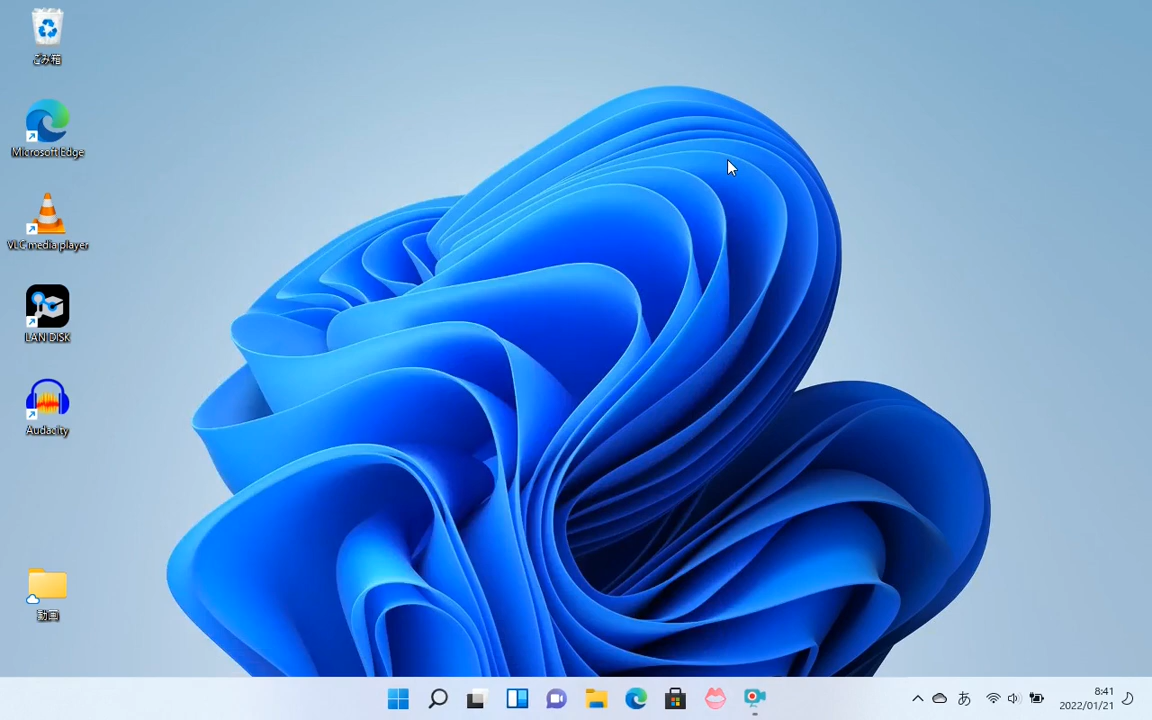 ごみ箱
Microsoft Edge
VLC media player
LAN DISK
Audacity
動画
あ
8:41
2022/01/21